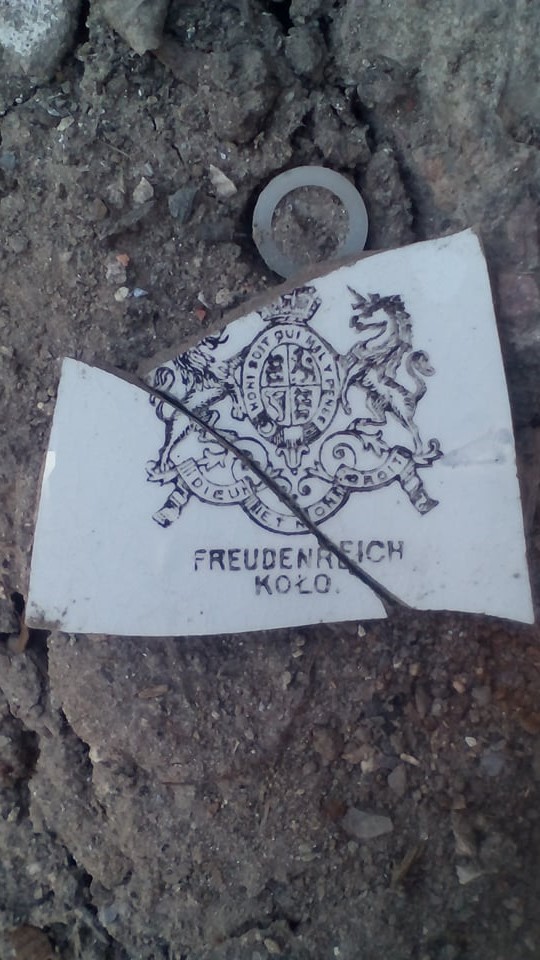 HONI SOIT QUI MAL Y PENSE
DIEU ET MON DROIT
FREUDENREICH
KOŁO.